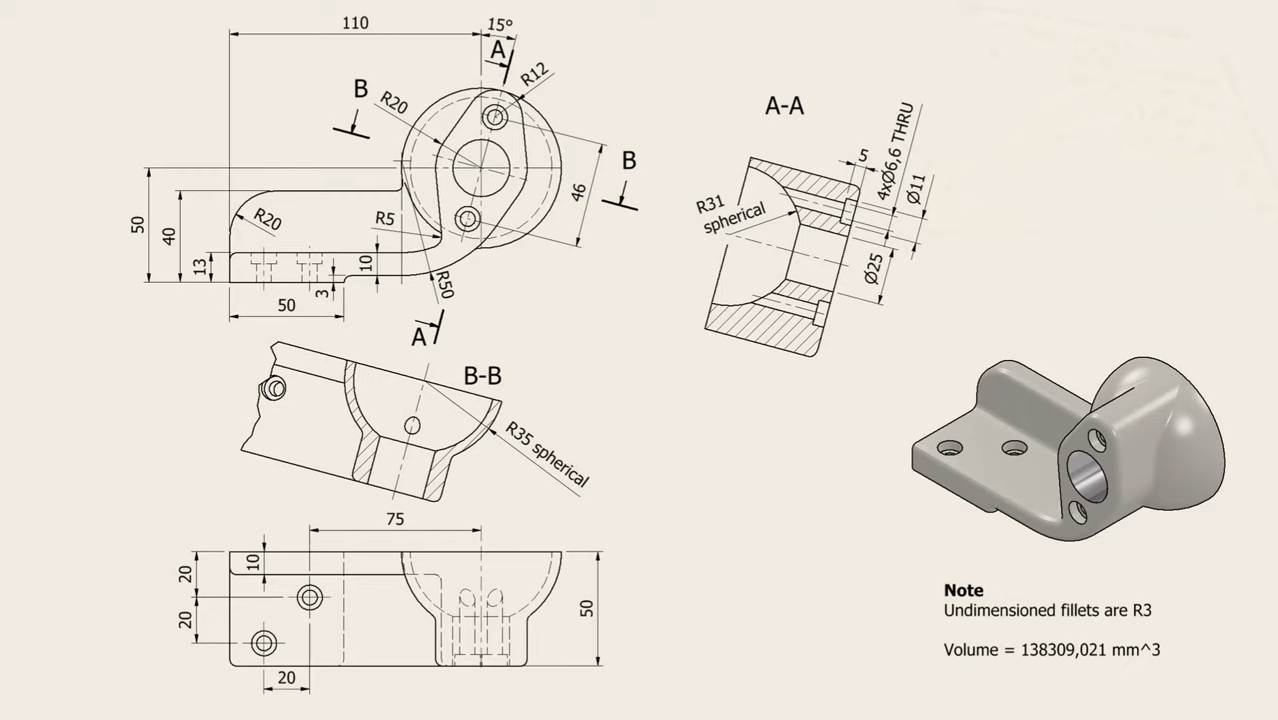 110
15°
A
R12
B
R20
A-A
B
46
50
40
R20
R5
13
10
3
R50
50
A
5
4xØ6,6 THRU
Ø11
R31
spherical
Ø25
B-B
R35 spherical
75
20
10
20
50
20
Note
Undimensioned fillets are R3
Volume = 138309,021 mm^3